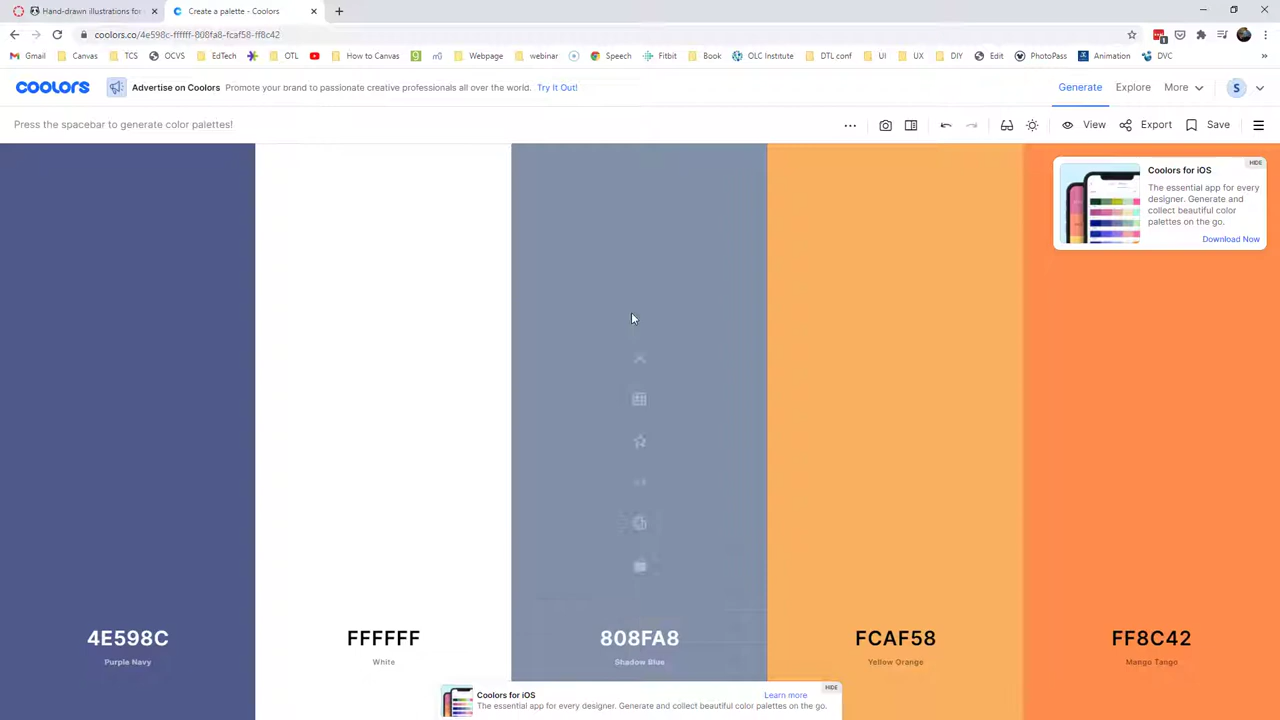 Hand-drawn illustrations for
Create a palette - Coolors
coolors.co/4e598c-ffffff-808fa8-fcaf58-ff8c42
Gmail Canvas TCS OCVS EdTech OTL How to Canvas Webpage webinar Speech Fitbit Book OLC Institute DTL conf UI UX DIY Edit PhotoPass Animation DVC
coolors Advertise on Coolors Promote your brand to passionate creative professionals all over the world. Try It Out! Generate Explore More S
Press the spacebar to generate color palettes! View Export Save
HIDE
Coolors for iOS
The essential app for every
designer. Generate and
collect beautiful color
palettes on the go.
Download Now
4E598C FFFFFF 808FA8 FCAF58 FF8C42
Purple Navy White Shadow Blue Yellow Orange Mango Tango
HIDE
Coolors for iOS Learn more
The essential app for every designer. Generate and collect beautiful color palettes on the go.